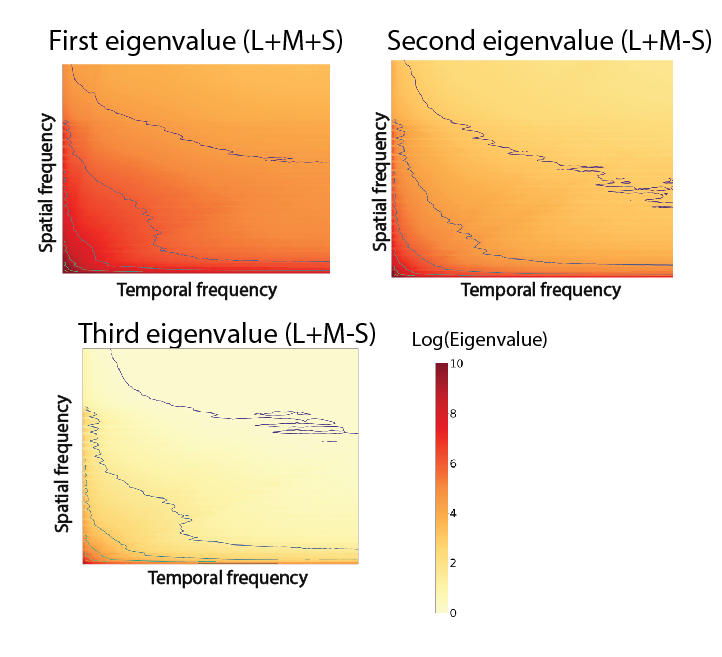 First eigenvalue (L+M+S)
Second eigenvalue (L+M-S)
Spatial frequency
Spatial frequency
Temporal frequency
Temporal frequency
Third eigenvalue (L+M-S)
Log(Eigenvalue)
Spatial frequency
Temporal frequency
10
8
6
4
2
0